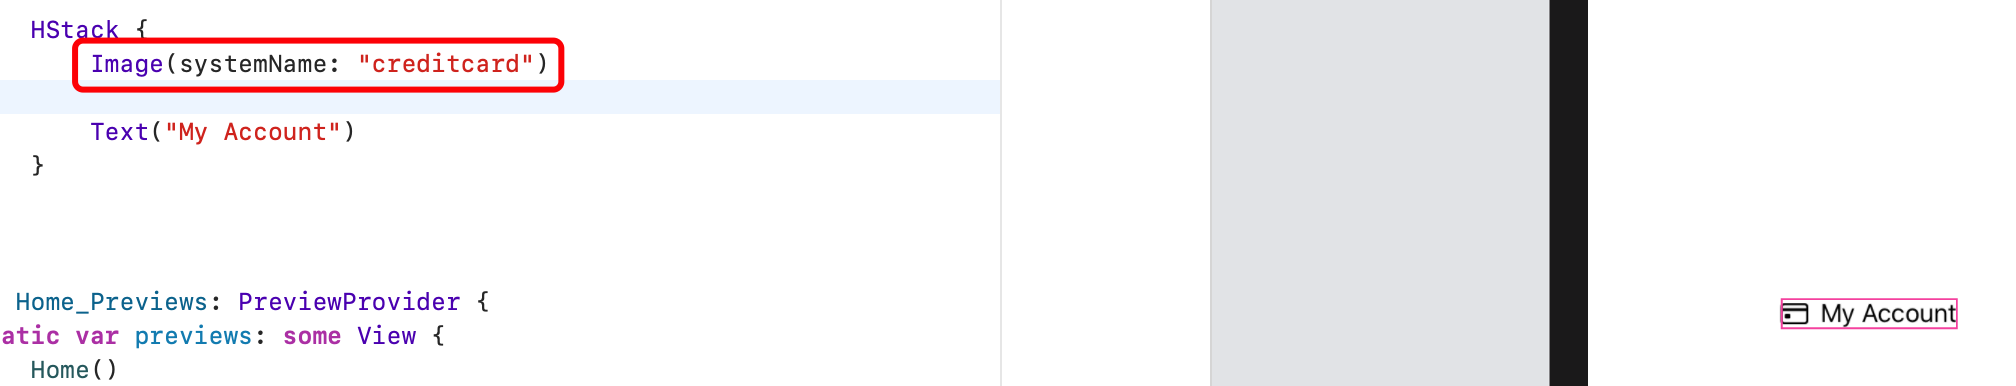 HStack {
Image(systemName: "creditcard")
Text("My Account")
}
Home_Previews: PreviewProvider {
atic var previews: some View {
Home()
My Account